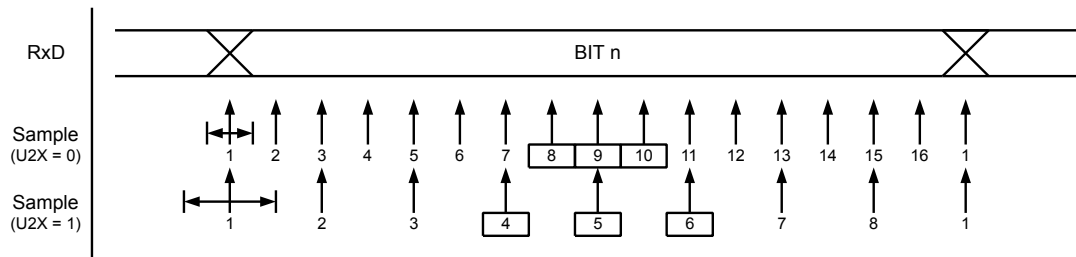 RxD BIT n
Sample
(U2X = 0) 1 2 3 4 5 6 7 8 9 10 11 12 13 14 15 16 1
Sample
(U2X = 1) 1 2 3 4 5 6 7 8 1